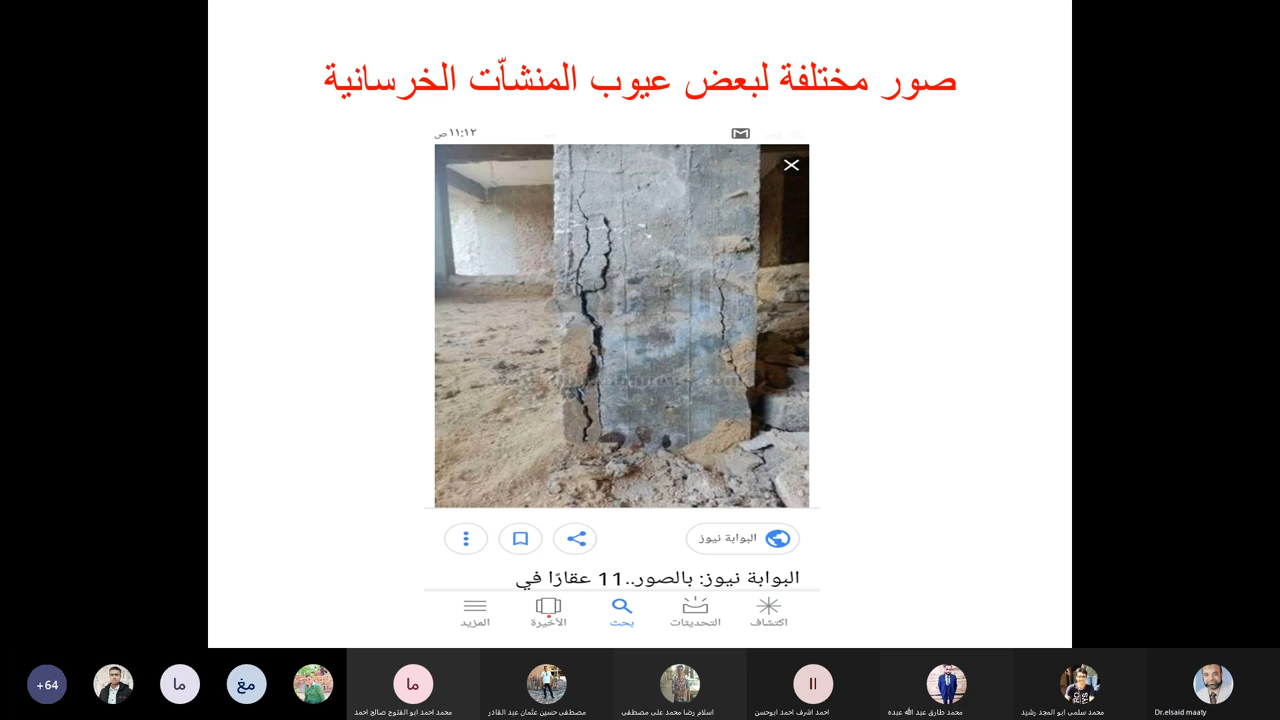 صور مختلفة لبعض عيوب المنشآّت الخرسانية
١١:١٢ ص
البوابة نيوز
البوابة نيوز: بالصور..11 عقارًا في
اكتشاف
التحديثات
بحث
الأخيرة
المزيد
+64
ما
مغ
ما
محمد احمد ابو الفتوح صالح احمد
مصطفى حسين عثمان عبد القادر
اسلام رضا محمد على مصطفى
اا
احمد اشرف احمد ابوحسن
محمد طارق عبد الله عبده
محمد سلمى ابو المجد رشيد
Dr.elsaid maaty